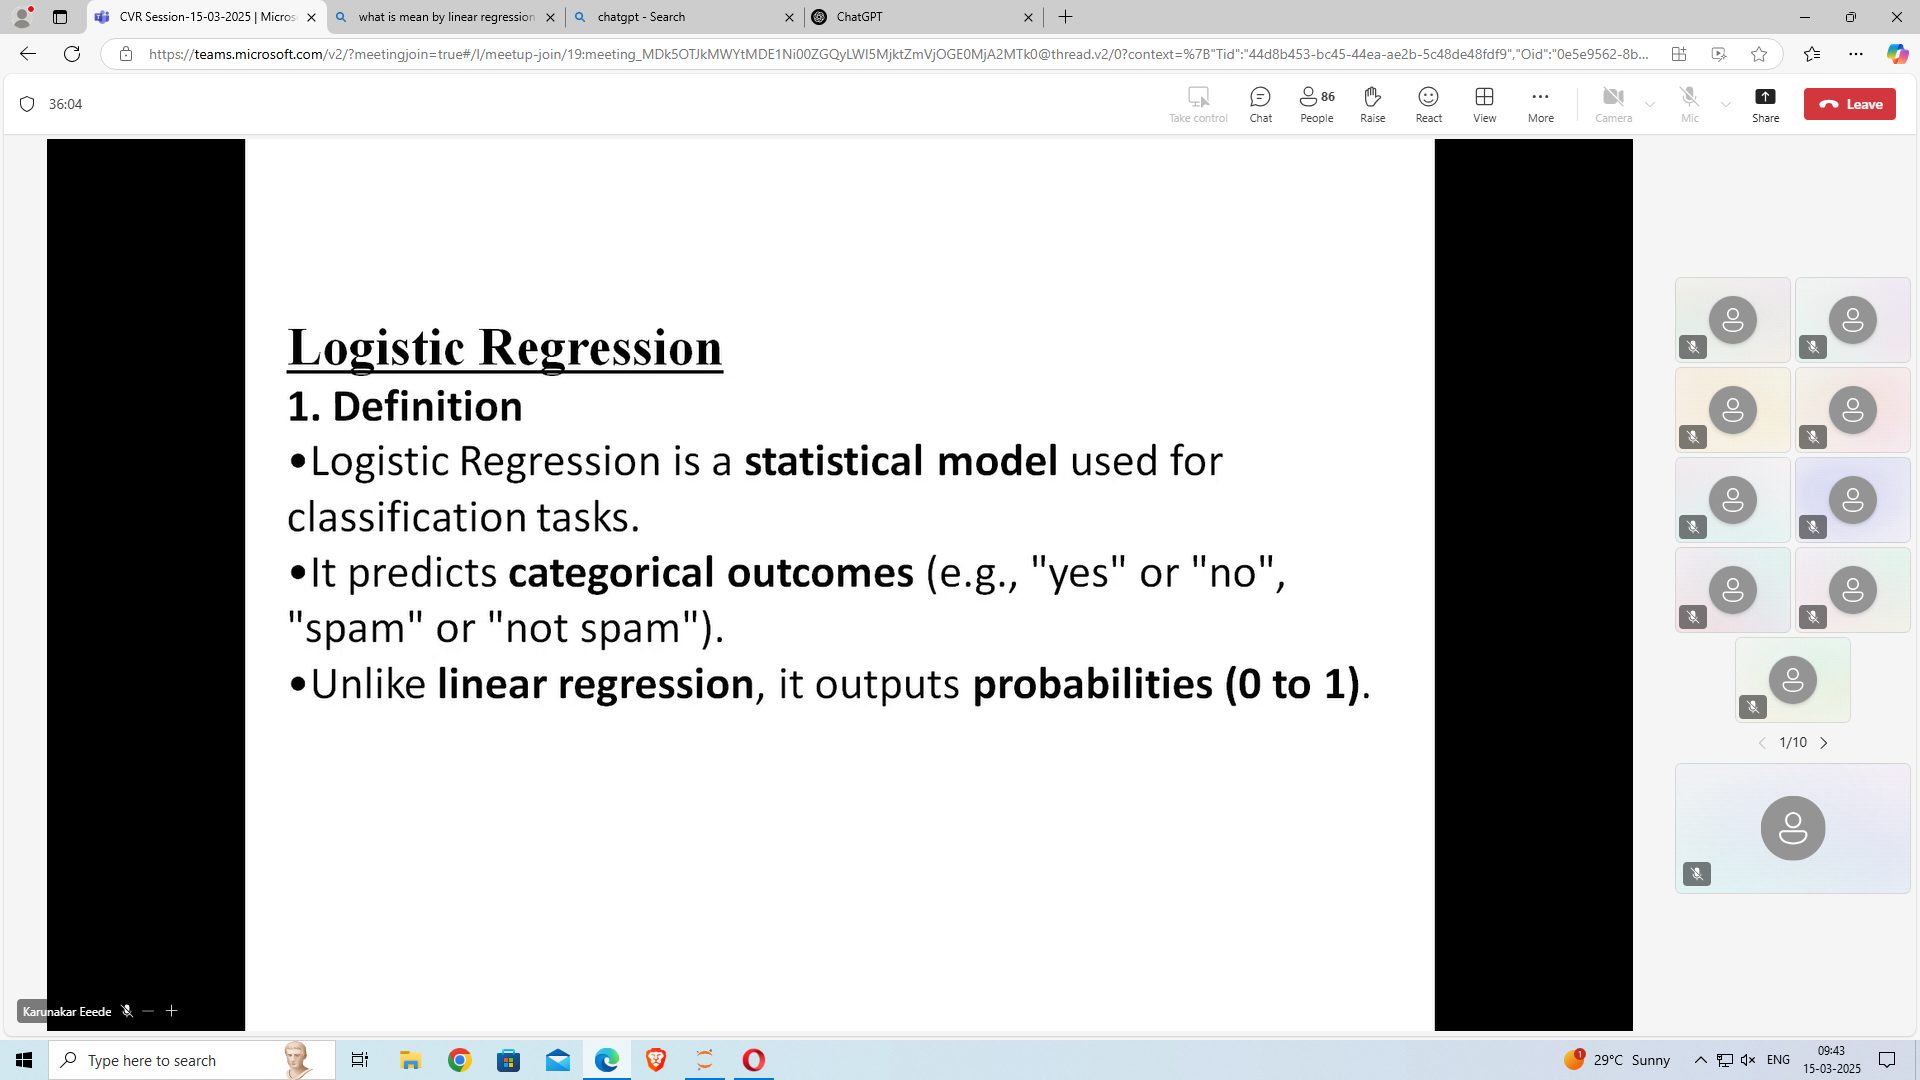 CVR Session-15-03-2025 | Micros
what is mean by linear regression
chatgpt - Search
ChatGPT
https://teams.microsoft.com/v2/?meetingjoin=true#/l/meetup-join/19:meeting_MDk5OTJkMWYtMDE1Ni00ZGQyLWI5MjktZmVjOGE0MjA2MTk0@thread.v2/0?context=%7B"Tid":"44d8b453-bc45-44ea-ae2b-5c48de48fdf9","Oid":"0e5e9562-8b...
36:04
Take control
Chat
86
People
Raise
React
View
More
Camera
Mic
Share
Leave
Logistic Regression
1. Definition
•Logistic Regression is a statistical model used for
classification tasks.
•It predicts categorical outcomes (e.g., "yes" or "no",
"spam" or "not spam").
•Unlike linear regression, it outputs probabilities (0 to 1).
1/10
Karunakar Eeede
Type here to search
1
29°C Sunny
ENG
09:43
15-03-2025